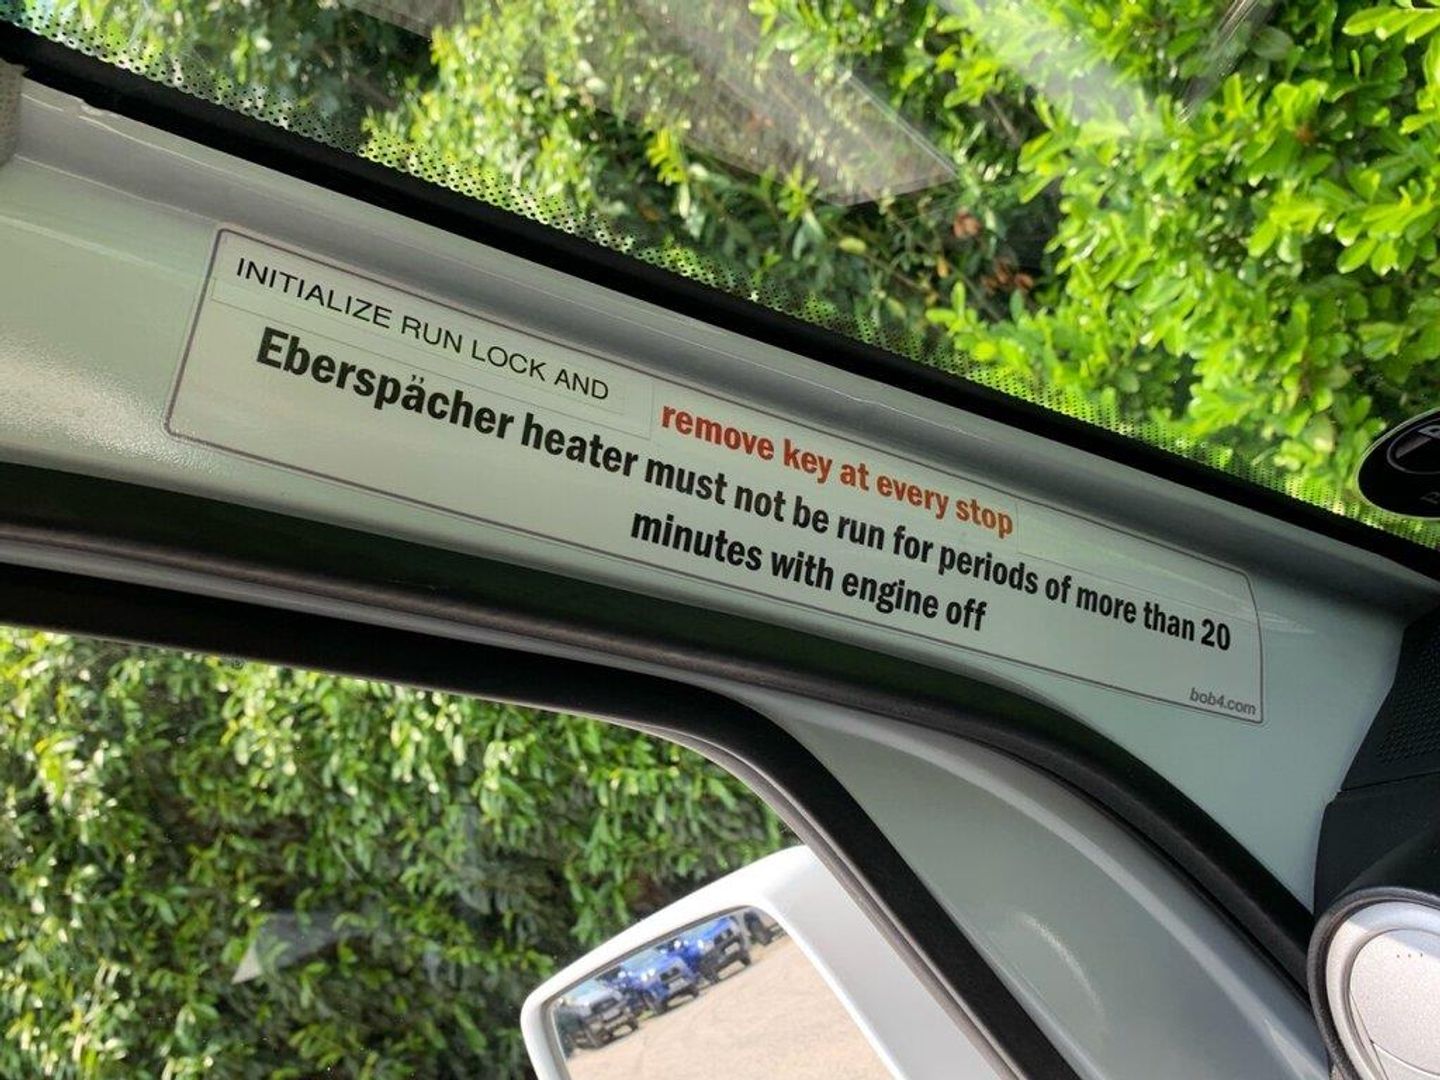 INITIALIZE RUN LOCK AND remove key at every stop
Eberspächer heater must not be run for periods of more than 20
minutes with engine off
bob4.com